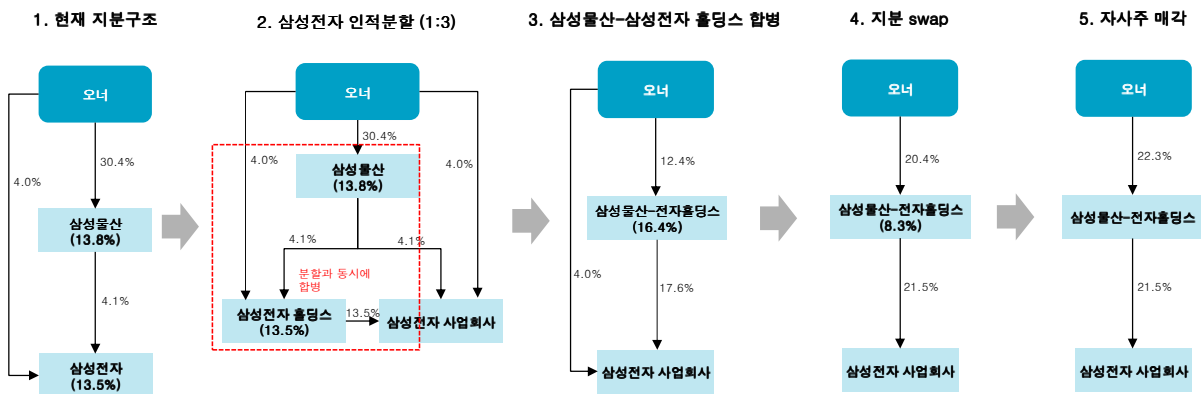 1. 현재 지분구조
오너
30.4%
4.0%
삼성물산
(13.8%)
4.1%
삼성전자
(13.5%)
2. 삼성전자 인적분할 (1:3)
오너
30.4%
4.0%
4.0%
삼성물산
(13.8%)
4.1%
4.1%
분할과 동시에
합병
삼성전자 홀딩스
(13.5%)
13.5%
삼성전자 사업회사
3. 삼성물산-삼성전자 홀딩스 합병
오너
12.4%
삼성물산-전자홀딩스
(16.4%)
4.0%
17.6%
삼성전자 사업회사
4. 지분 swap
오너
20.4%
삼성물산-전자홀딩스
(8.3%)
21.5%
삼성전자 사업회사
5. 자사주 매각
오너
22.3%
삼성물산-전자홀딩스
21.5%
삼성전자 사업회사